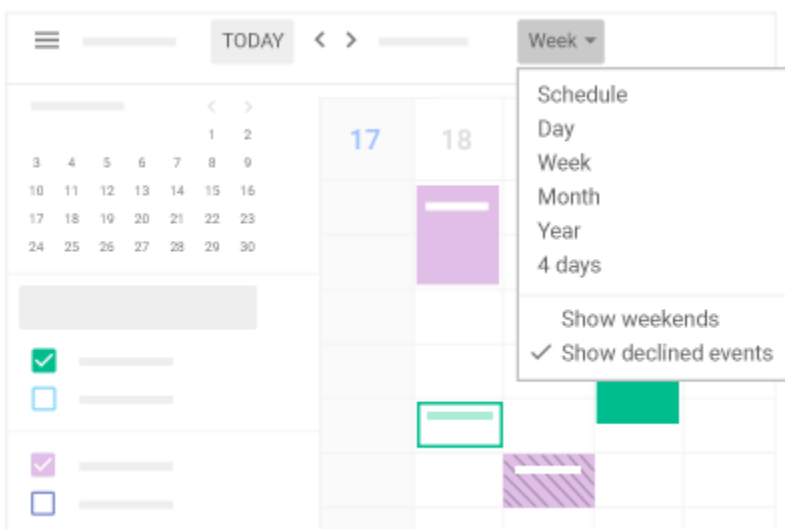 TODAY < > Week
Schedule
Day
Week
Month
Year
4 days
Show weekends
Show declined events
< >
1 2
3 4 5 6 7 8 9
10 11 12 13 14 15 16
17 18 19 20 21 22 23
24 25 26 27 28 29 30
17 18